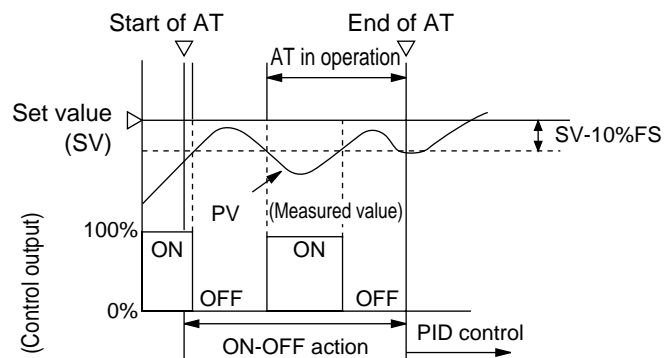 Start of AT
End of AT
AT in operation
Set value
(SV)
SV-10%FS
PV
(Measured value)
100%
ON
ON
OFF
OFF
0%
(Control output)
ON-OFF action
PID control